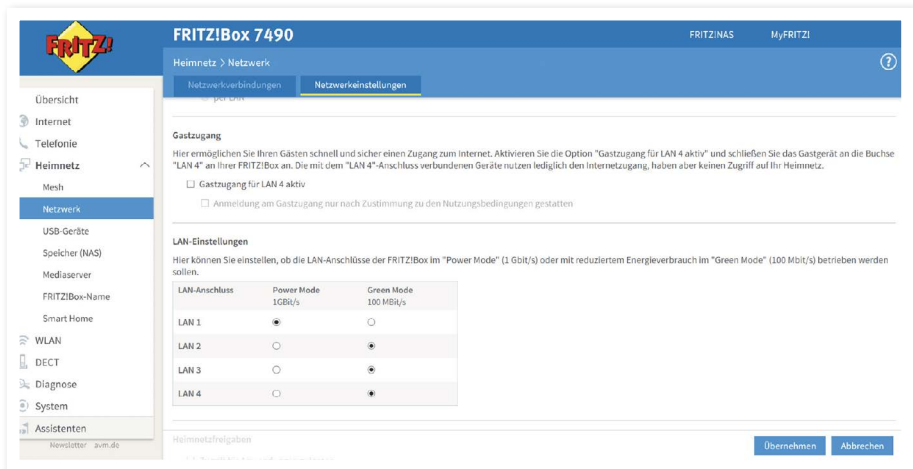 FRITZ!
FRITZ!Box 7490
FRITZ!NAS MyFRITZ!
Heimnetz > Netzwerk
?
Netzwerkverbindungen Netzwerkeinstellungen
per LAN
Übersicht
Internet
Telefonie
Heimnetz
Mesh
Netzwerk
USB-Geräte
Speicher (NAS)
Mediaserver
FRITZ!Box-Name
Smart Home
WLAN
DECT
Diagnose
System
Assistenten
Newsletter avm.de
Gastzugang
Hier ermöglichen Sie Ihren Gästen schnell und sicher einen Zugang zum Internet. Aktivieren Sie die Option "Gastzugang für LAN 4 aktiv" und schließen Sie das Gastgerät an die Buchse
"LAN 4" an Ihrer FRITZ!Box an. Die mit dem "LAN 4"-Anschluss verbundenen Geräte nutzen lediglich den Internetzugang, haben aber keinen Zugriff auf Ihr Heimnetz.
Gastzugang für LAN 4 aktiv
Anmeldung am Gastzugang nur nach Zustimmung zu den Nutzungsbedingungen gestatten
LAN-Einstellungen
Hier können Sie einstellen, ob die LAN-Anschlüsse der FRITZ!Box im "Power Mode" (1 Gbit/s) oder mit reduziertem Energieverbrauch im "Green Mode" (100 Mbit/s) betrieben werden
sollen.
LAN-Anschluss Power Mode Green Mode
1GBit/s 100 MBit/s
LAN 1
LAN 2
LAN 3
LAN 4
Heimnetzfreigaben
Übernehmen Abbrechen